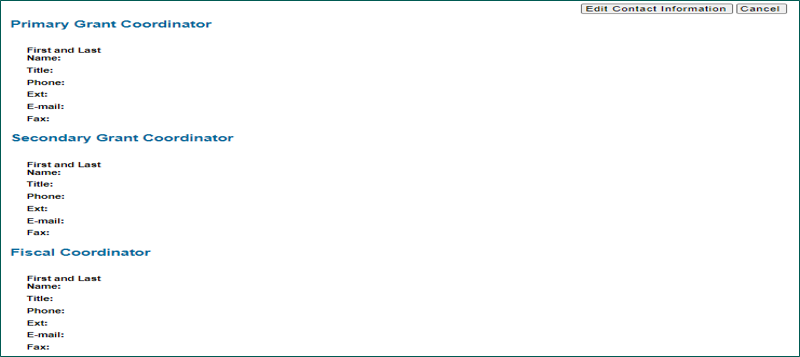 Edit Contact Information Cancel
Primary Grant Coordinator
First and Last
Name:
Title:
Phone:
Ext:
E-mail:
Fax:
Secondary Grant Coordinator
First and Last
Name:
Title:
Phone:
Ext:
E-mail:
Fax:
Fiscal Coordinator
First and Last
Name:
Title:
Phone:
Ext:
E-mail:
Fax: